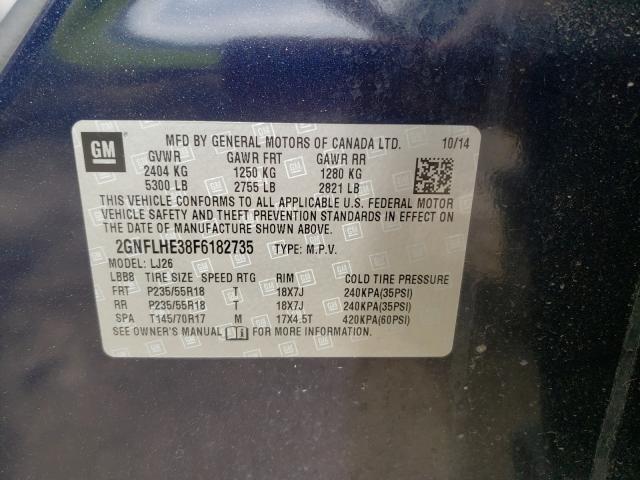 GM
MFD BY GENERAL MOTORS OF CANADA LTD. 10/14
GVWR GAWR FRT GAWR RR
2404 KG 1250 KG 1280 KG
5300 LB 2755 LB 2821 LB
THIS VEHICLE CONFORMS TO ALL APPLICABLE U.S. FEDERAL MOTOR
VEHICLE SAFETY AND THEFT PREVENTION STANDARDS IN EFFECT ON
THE DATE OF MANUFACTURE SHOWN ABOVE.
2GNFLHE38F6182735 TYPE: M.P.V.
MODEL: LJ26
LBBB TIRE SIZE SPEED RTG RIM COLD TIRE PRESSURE
FRT P235/55R18 T 18X7J 240KPA(35PSI)
RR P235/55R18 T 18X7J 240KPA(35PSI)
SPA T145/70R17 M 17X4.5T 420KPA(60PSI)
SEE OWNER'S MANUAL FOR MORE INFORMATION.